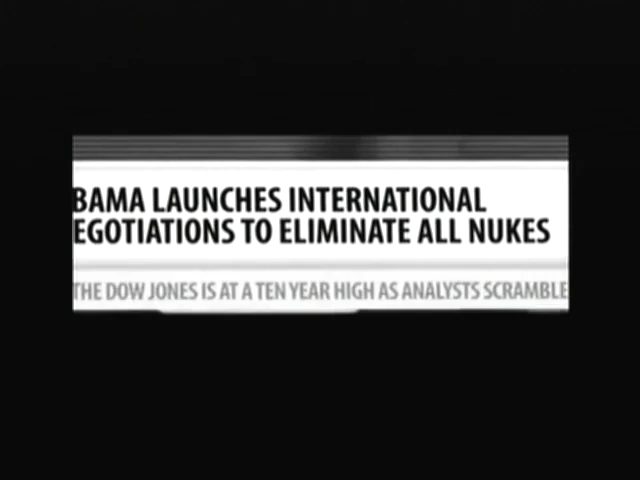 BAMA LAUNCHES INTERNATIONAL
EGOTIATIONS TO ELIMINATE ALL NUKES
THE DOW JONES IS AT A TEN YEAR HIGH AS ANALYSTS SCRAMBLE